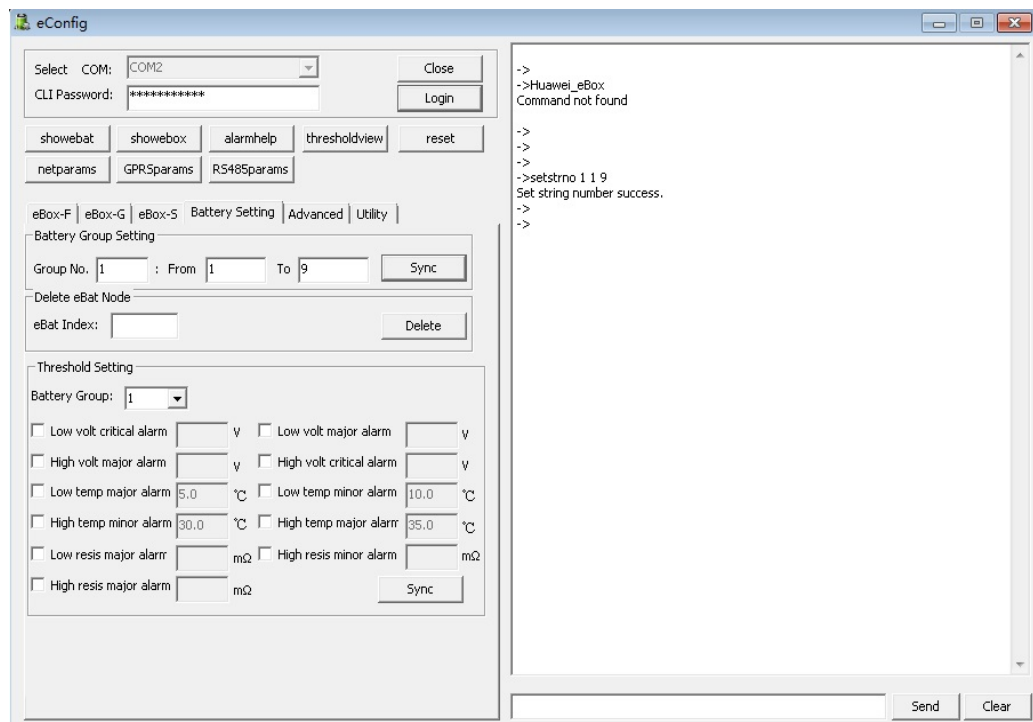 eConfig
Select COM: COM2 Close
CLI Password: *********** Login
showebat showebox alarmhelp thresholdview reset
netparams GPRSparams RS485params
eBox-F eBox-G eBox-S Battery Setting Advanced Utility
Battery Group Setting
Group No. 1 : From 1 To 9 Sync
Delete eBat Node
eBat Index: Delete
Threshold Setting
Battery Group: 1
Low volt critical alarm V Low volt major alarm V
High volt major alarm V High volt critical alarm V
Low temp major alarm 5.0 ℃ Low temp minor alarm 10.0 ℃
High temp minor alarm 30.0 ℃ High temp major alarm 35.0 ℃
Low resis major alarm mΩ High resis minor alarm mΩ
High resis major alarm mΩ Sync
->
->Huawei_eBox
Command not found
->
->
->
->setstrno 1 1 9
Set string number success.
->
->
Send Clear